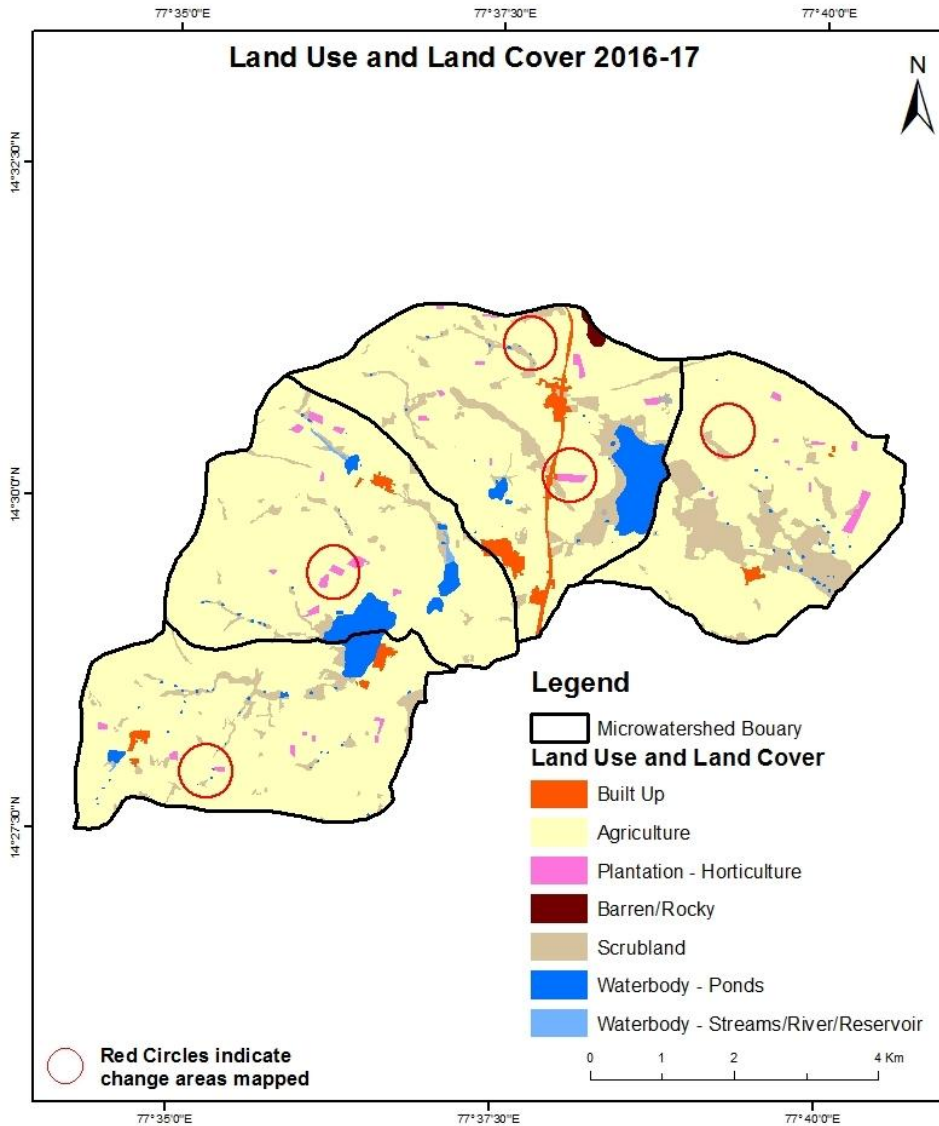 77°35'0"E 77°37'30"E 77°40'0"E
Land Use and Land Cover 2016-17
N
14°32'30"N
14°30'0"N
14°27'30"N
Legend
Microwatershed Bouary
Land Use and Land Cover
Built Up
Agriculture
Plantation - Horticulture
Barren/Rocky
Scrubland
Waterbody - Ponds
Waterbody - Streams/River/Reservoir
Red Circles indicate
change areas mapped
0 1 2 4 Km
77°35'0"E 77°37'30"E 77°40'0"E